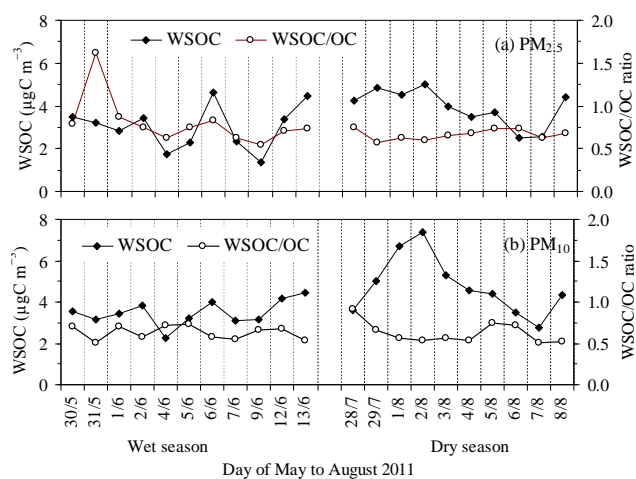 8 WSOC WSOC/OC (a) PM2.5 2.0
6 1.5
4 1.0
2 0.5
0 0.0
WSOC (µgC m⁻³)
WSOC/OC ratio
8 WSOC WSOC/OC (b) PM10 2.0
6 1.5
4 1.0
2 0.5
0 0.0
WSOC (µgC m⁻³)
WSOC/OC ratio
30/5 31/5 1/6 2/6 4/6 5/6 6/6 7/6 9/6 12/6 13/6 28/7 29/7 1/8 2/8 3/8 4/8 5/8 6/8 7/8 8/8
Wet season Dry season
Day of May to August 2011